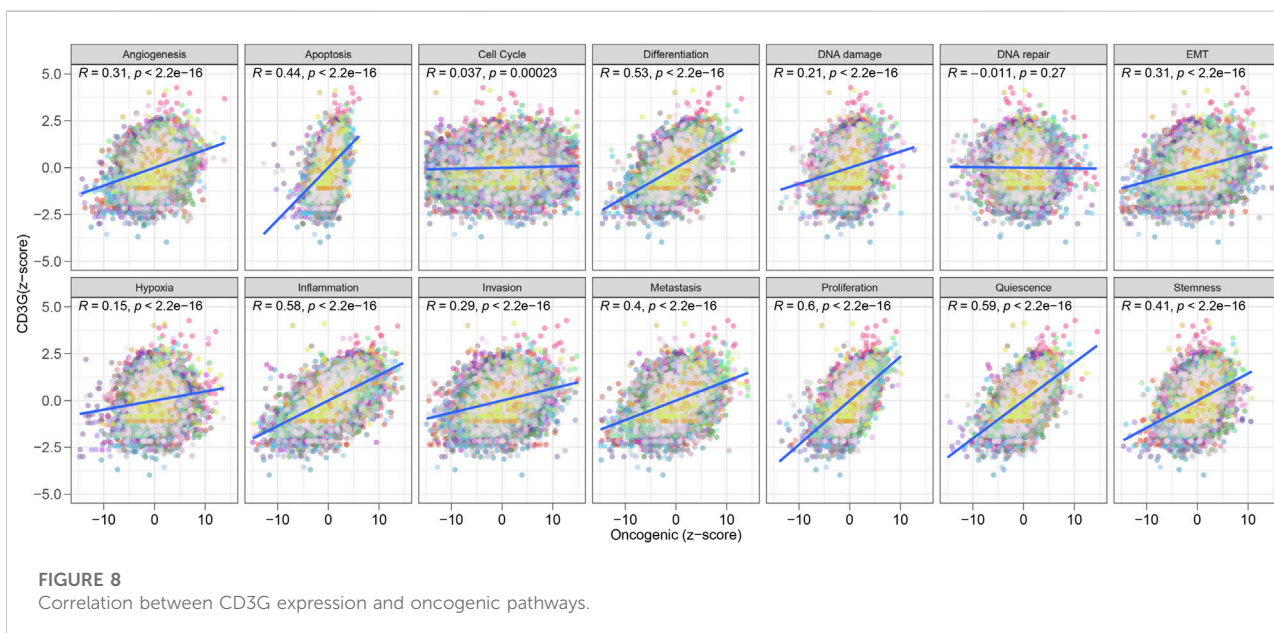 Angiogenesis Apoptosis Cell Cycle Differentiation DNA damage DNA repair EMT
R = 0.31, p < 2.2e−16 R = 0.44, p < 2.2e−16 R = 0.037, p = 0.00023 R = 0.53, p < 2.2e−16 R = 0.21, p < 2.2e−16 R = −0.011, p = 0.27 R = 0.31, p < 2.2e−16
5.0
2.5
0.0
−2.5
−5.0
CD3G(z−score)
Hypoxia Inflammation Invasion Metastasis Proliferation Quiescence Stemness
R = 0.15, p < 2.2e−16 R = 0.58, p < 2.2e−16 R = 0.29, p < 2.2e−16 R = 0.4, p < 2.2e−16 R = 0.6, p < 2.2e−16 R = 0.59, p < 2.2e−16 R = 0.41, p < 2.2e−16
5.0
2.5
0.0
−2.5
−5.0
−10 0 10 −10 0 10 −10 0 10 −10 0 10 −10 0 10 −10 0 10 −10 0 10
Oncogenic (z−score)
FIGURE 8
Correlation between CD3G expression and oncogenic pathways.